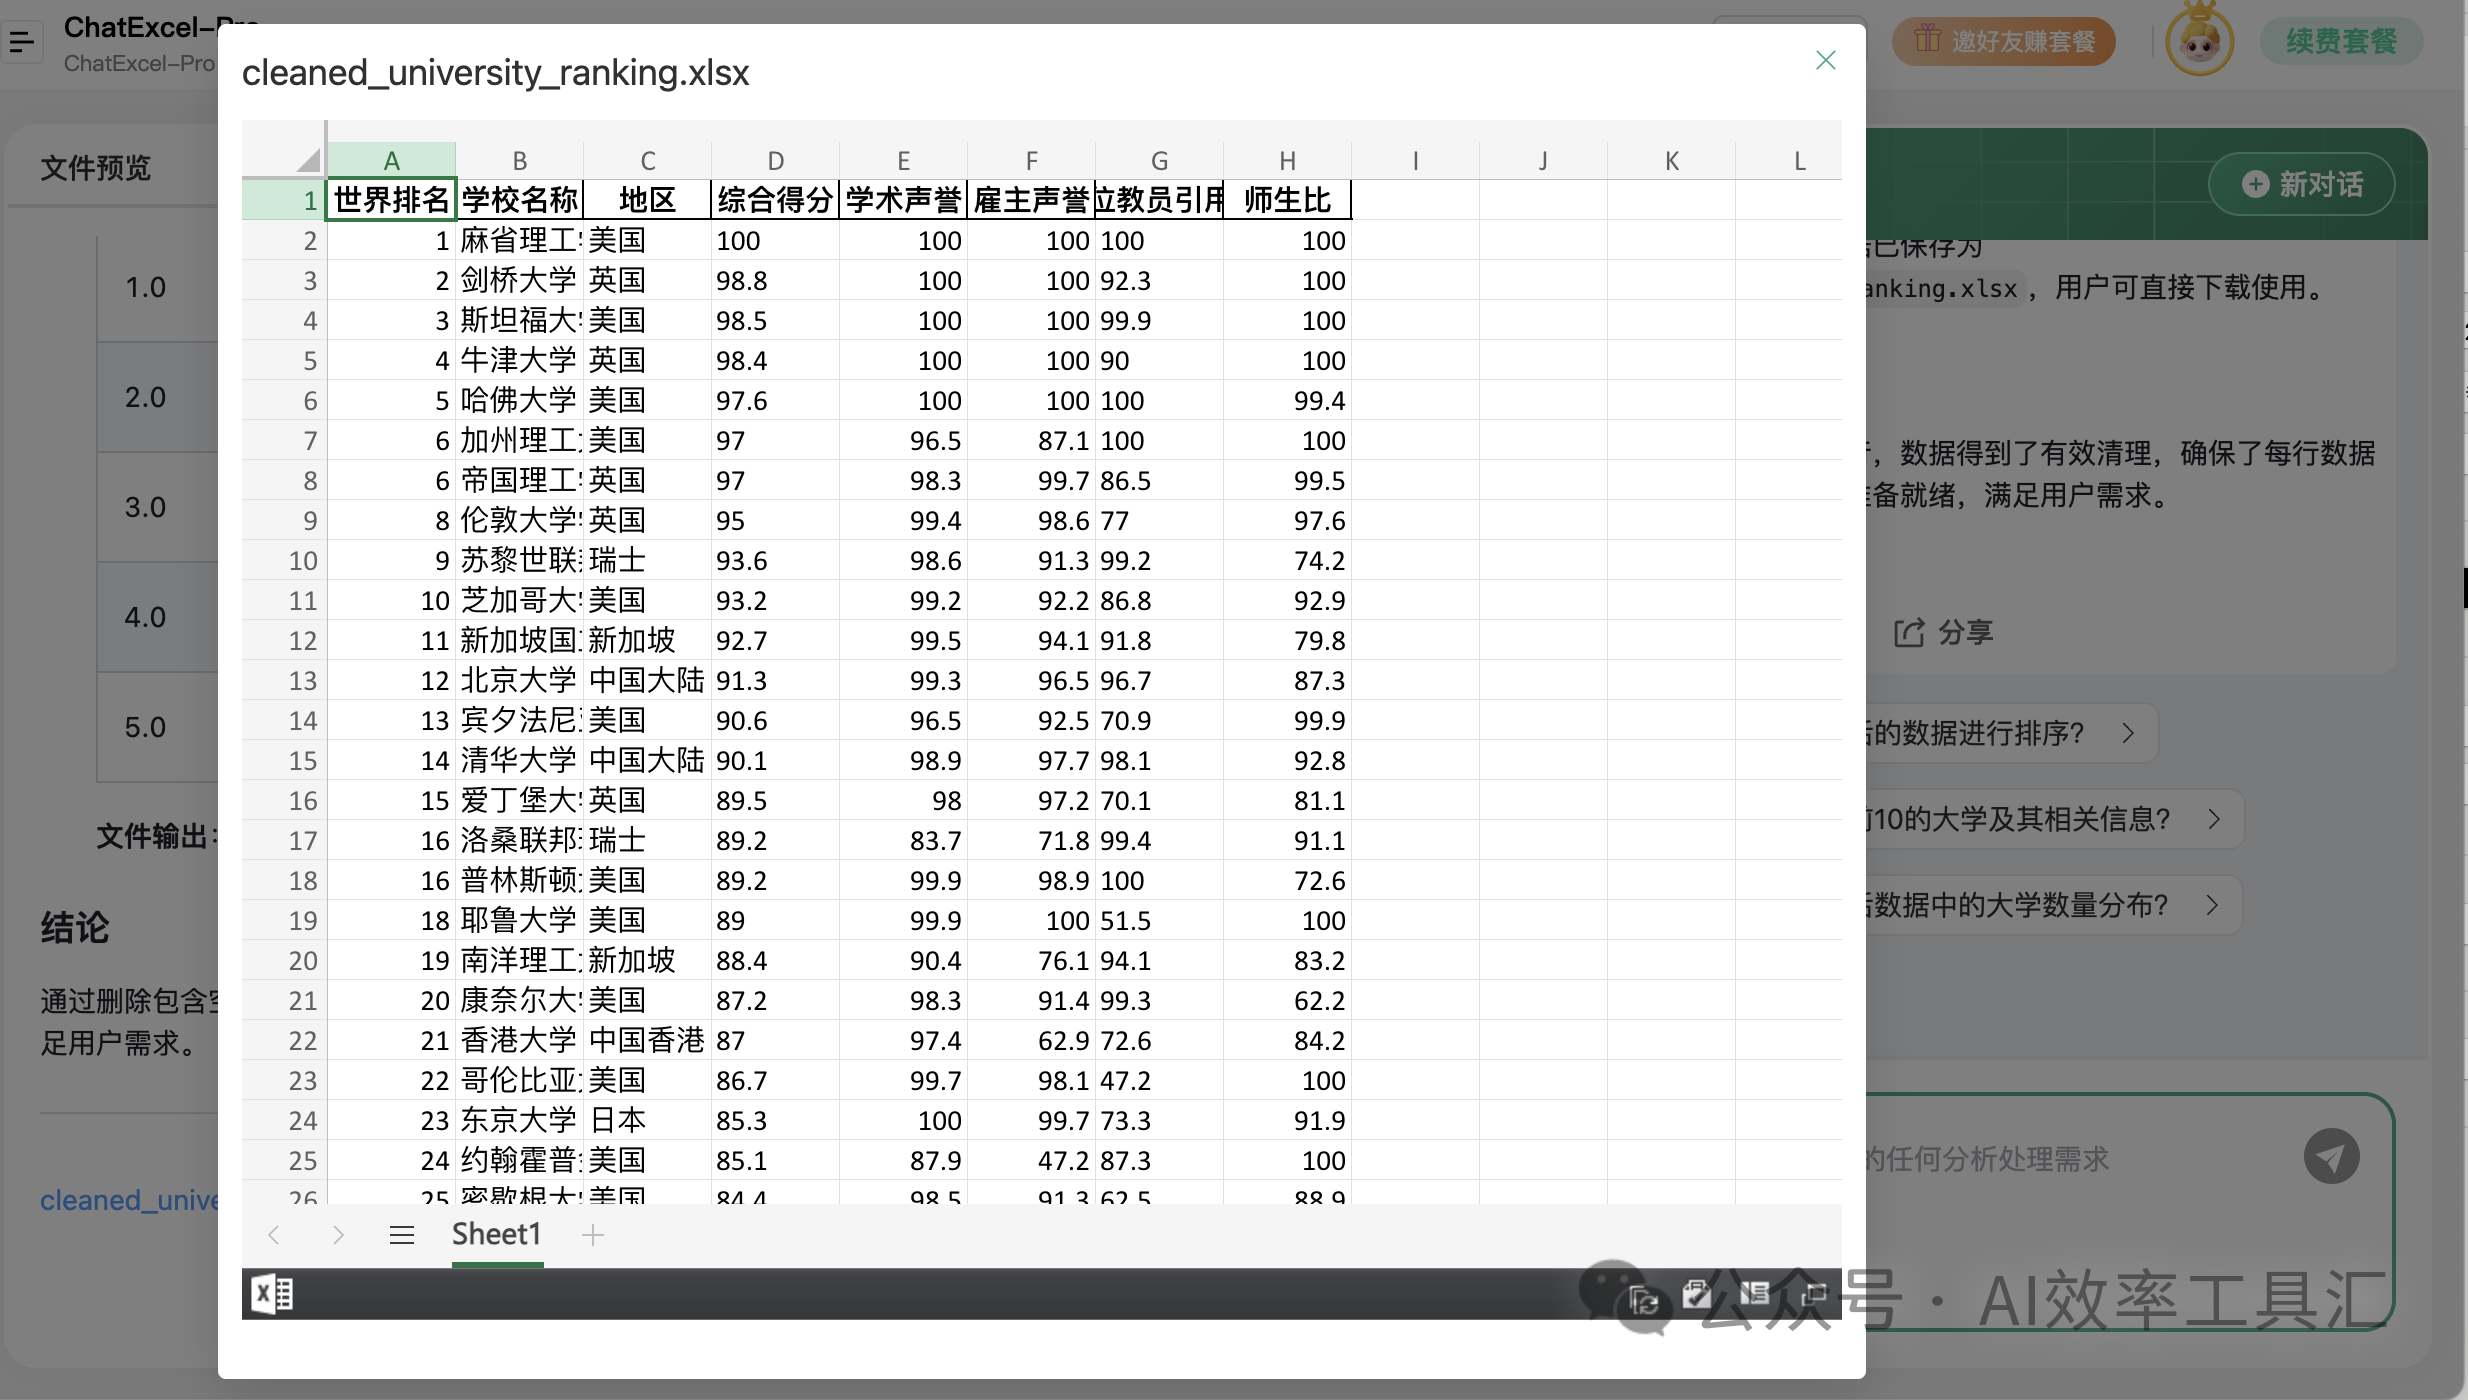 ChatExcel-Pro
ChatExcel-Pro
邀好友赚套餐
续费套餐
cleaned_university_ranking.xlsx
文件预览
新对话
A B C D E F G H I J K L
1 世界排名 学校名称 地区 综合得分 学术声誉 雇主声誉 位教员引用 师生比
2 1 麻省理工 美国 100 100 100 100 100
3 2 剑桥大学 英国 98.8 100 100 92.3 100
4 3 斯坦福大 美国 98.5 100 100 99.9 100
5 4 牛津大学 英国 98.4 100 100 90 100
6 5 哈佛大学 美国 97.6 100 100 100 99.4
7 6 加州理工 美国 97 96.5 87.1 100 100
8 6 帝国理工 英国 97 98.3 99.7 86.5 99.5
9 8 伦敦大学 英国 95 99.4 98.6 77 97.6
10 9 苏黎世联 瑞士 93.6 98.6 91.3 99.2 74.2
11 10 芝加哥大 美国 93.2 99.2 92.2 86.8 92.9
12 11 新加坡国 新加坡 92.7 99.5 94.1 91.8 79.8
13 12 北京大学 中国大陆 91.3 99.3 96.5 96.7 87.3
14 13 宾夕法尼 美国 90.6 96.5 92.5 70.9 99.9
15 14 清华大学 中国大陆 90.1 98.9 97.7 98.1 92.8
16 15 爱丁堡大 英国 89.5 98 97.2 70.1 81.1
17 16 洛桑联邦 瑞士 89.2 83.7 71.8 99.4 91.1
18 16 普林斯顿 美国 89.2 99.9 98.9 100 72.6
19 18 耶鲁大学 美国 89 99.9 100 51.5 100
20 19 南洋理工 新加坡 88.4 90.4 76.1 94.1 83.2
21 20 康奈尔大 美国 87.2 98.3 91.4 99.3 62.2
22 21 香港大学 中国香港 87 97.4 62.9 72.6 84.2
23 22 哥伦比亚 美国 86.7 99.7 98.1 47.2 100
24 23 东京大学 日本 85.3 100 99.7 73.3 91.9
25 24 约翰霍普 美国 85.1 87.9 47.2 87.3 100
26 25 密歇根大 美国 84.4 98.5 91.3 62.5 88.9
Sheet1
1.0
2.0
3.0
4.0
5.0
文件输出:
结论
通过删除包含空
足用户需求。
cleaned_unive
已保存为
anking.xlsx，用户可直接下载使用。
，数据得到了有效清理，确保了每行数据
备就绪，满足用户需求。
分享
的数据进行排序?
前10的大学及其相关信息?
数据中的大学数量分布?
的任何分析处理需求
公众号 · AI效率工具汇